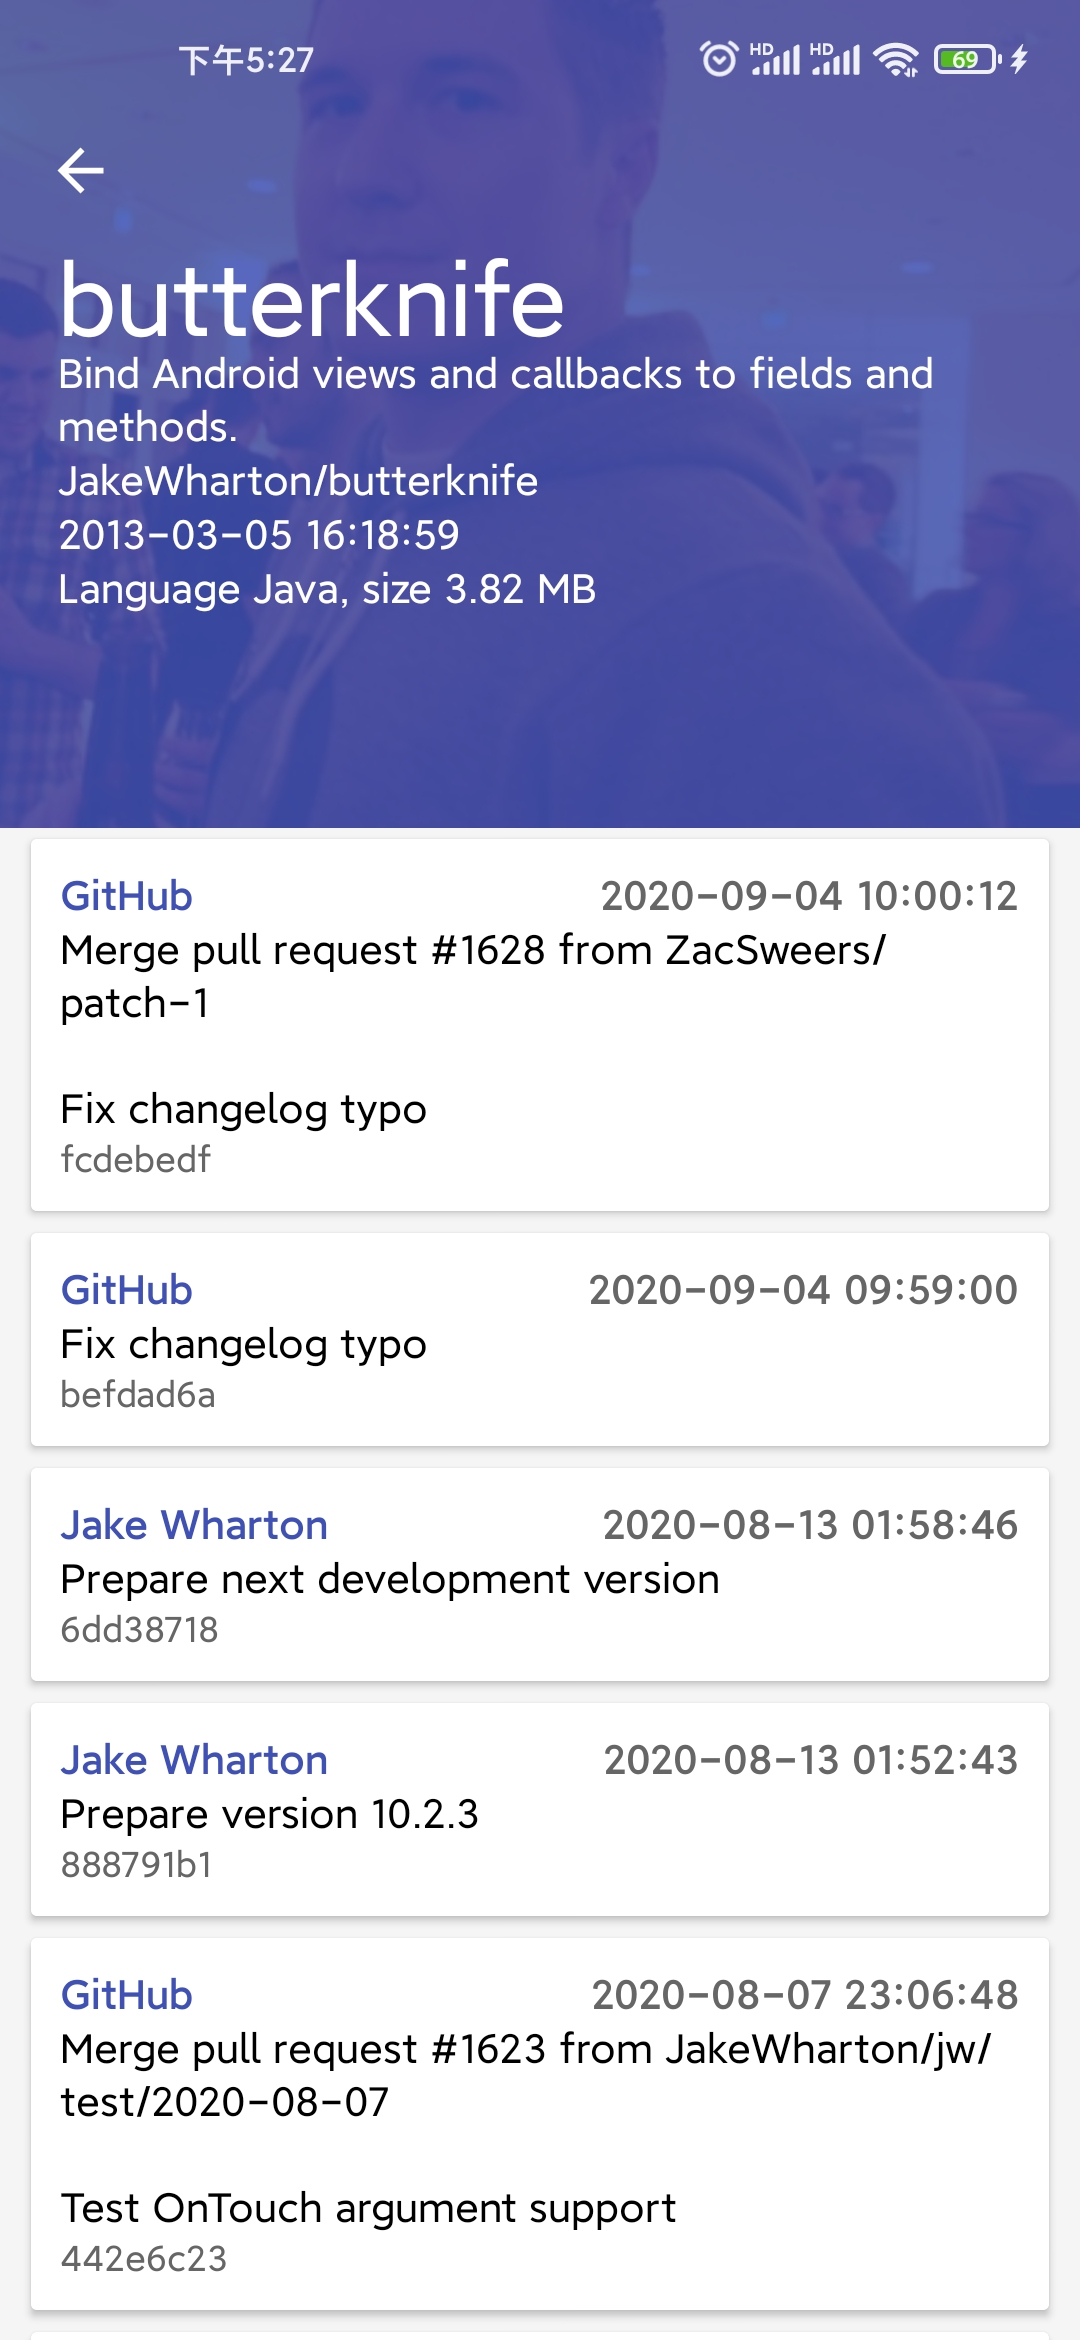 下午5:27
HD HD 69
butterknife
Bind Android views and callbacks to fields and
methods.
JakeWharton/butterknife
2013-03-05 16:18:59
Language Java, size 3.82 MB
GitHub 2020-09-04 10:00:12
Merge pull request #1628 from ZacSweers/
patch-1
Fix changelog typo
fcdebedf
GitHub 2020-09-04 09:59:00
Fix changelog typo
befdad6a
Jake Wharton 2020-08-13 01:58:46
Prepare next development version
6dd38718
Jake Wharton 2020-08-13 01:52:43
Prepare version 10.2.3
888791b1
GitHub 2020-08-07 23:06:48
Merge pull request #1623 from JakeWharton/jw/
test/2020-08-07
Test OnTouch argument support
442e6c23